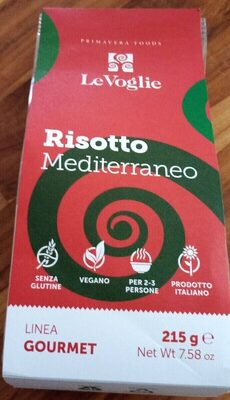 PRIMAVERA FOODS
LeVoglie
Risotto
Mediterraneo
SENZA
GLUTINE
VEGANO
PER 2-3
PERSONE
PRODOTTO
ITALIANO
LINEA
GOURMET
215 g e
Net Wt 7.58 oz